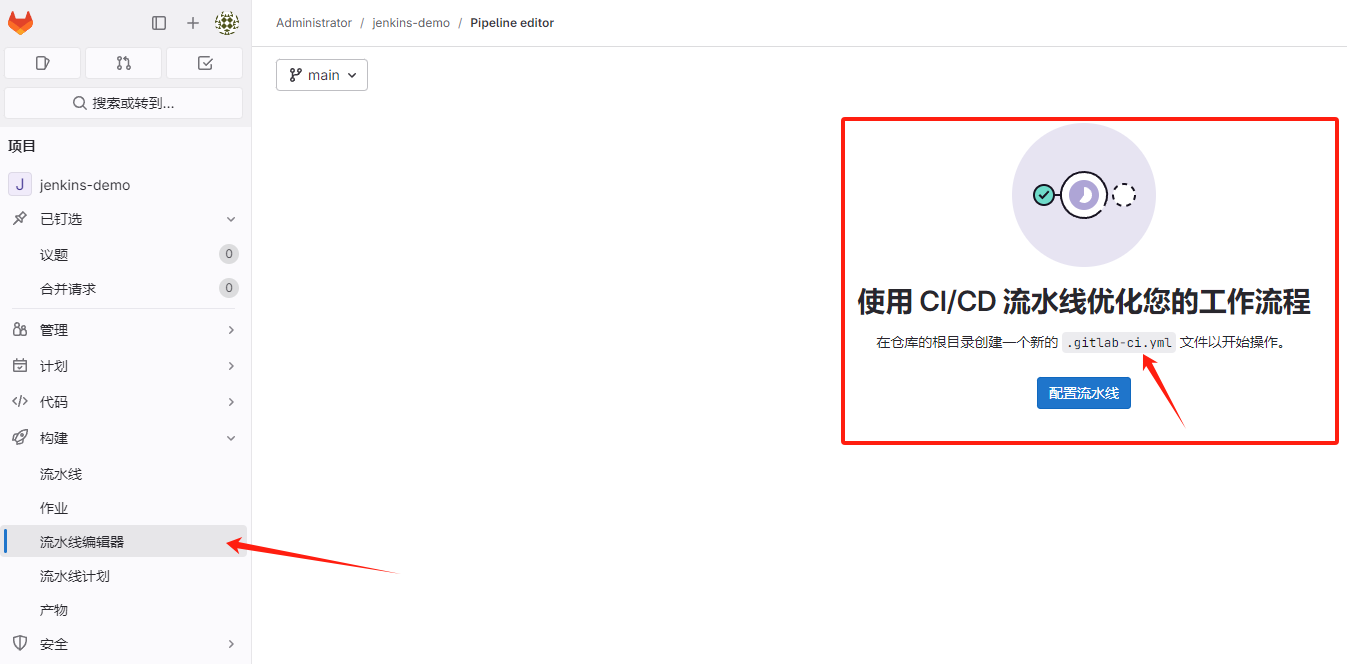 Administrator / jenkins-demo / Pipeline editor
main
搜索或转到...
项目
J jenkins-demo
已钉选
议题 0
合并请求 0
管理
计划
代码
构建
流水线
作业
流水线编辑器
流水线计划
产物
安全
使用 CI/CD 流水线优化您的工作流程
在仓库的根目录创建一个新的 .gitlab-ci.yml 文件以开始操作。
配置流水线